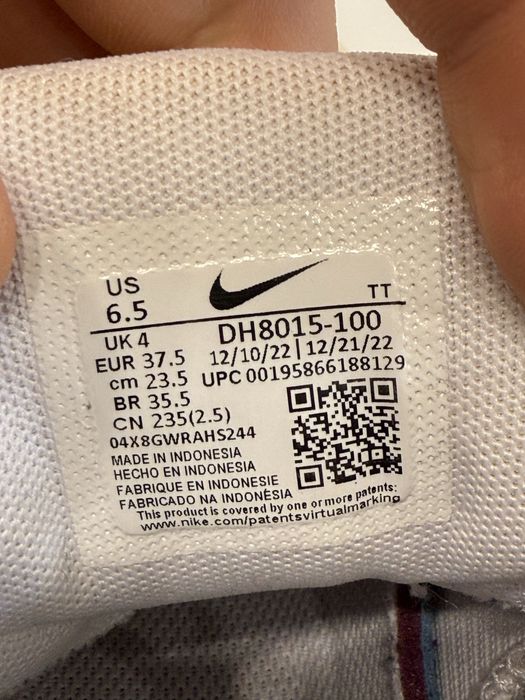 US
6.5
TT
UK 4
DH8015-100
EUR 37.5
12/10/22 | 12/21/22
cm 23.5
UPC 00195866188129
BR 35.5
CN 235(2.5)
04X8GWRAHS244
MADE IN INDONESIA
HECHO EN INDONESIA
FABRIQUE EN INDONESIE
FABRICADO NA INDONÉSIA
This product is covered by one or more patents:
www.nike.com/patentsvirtualmarking